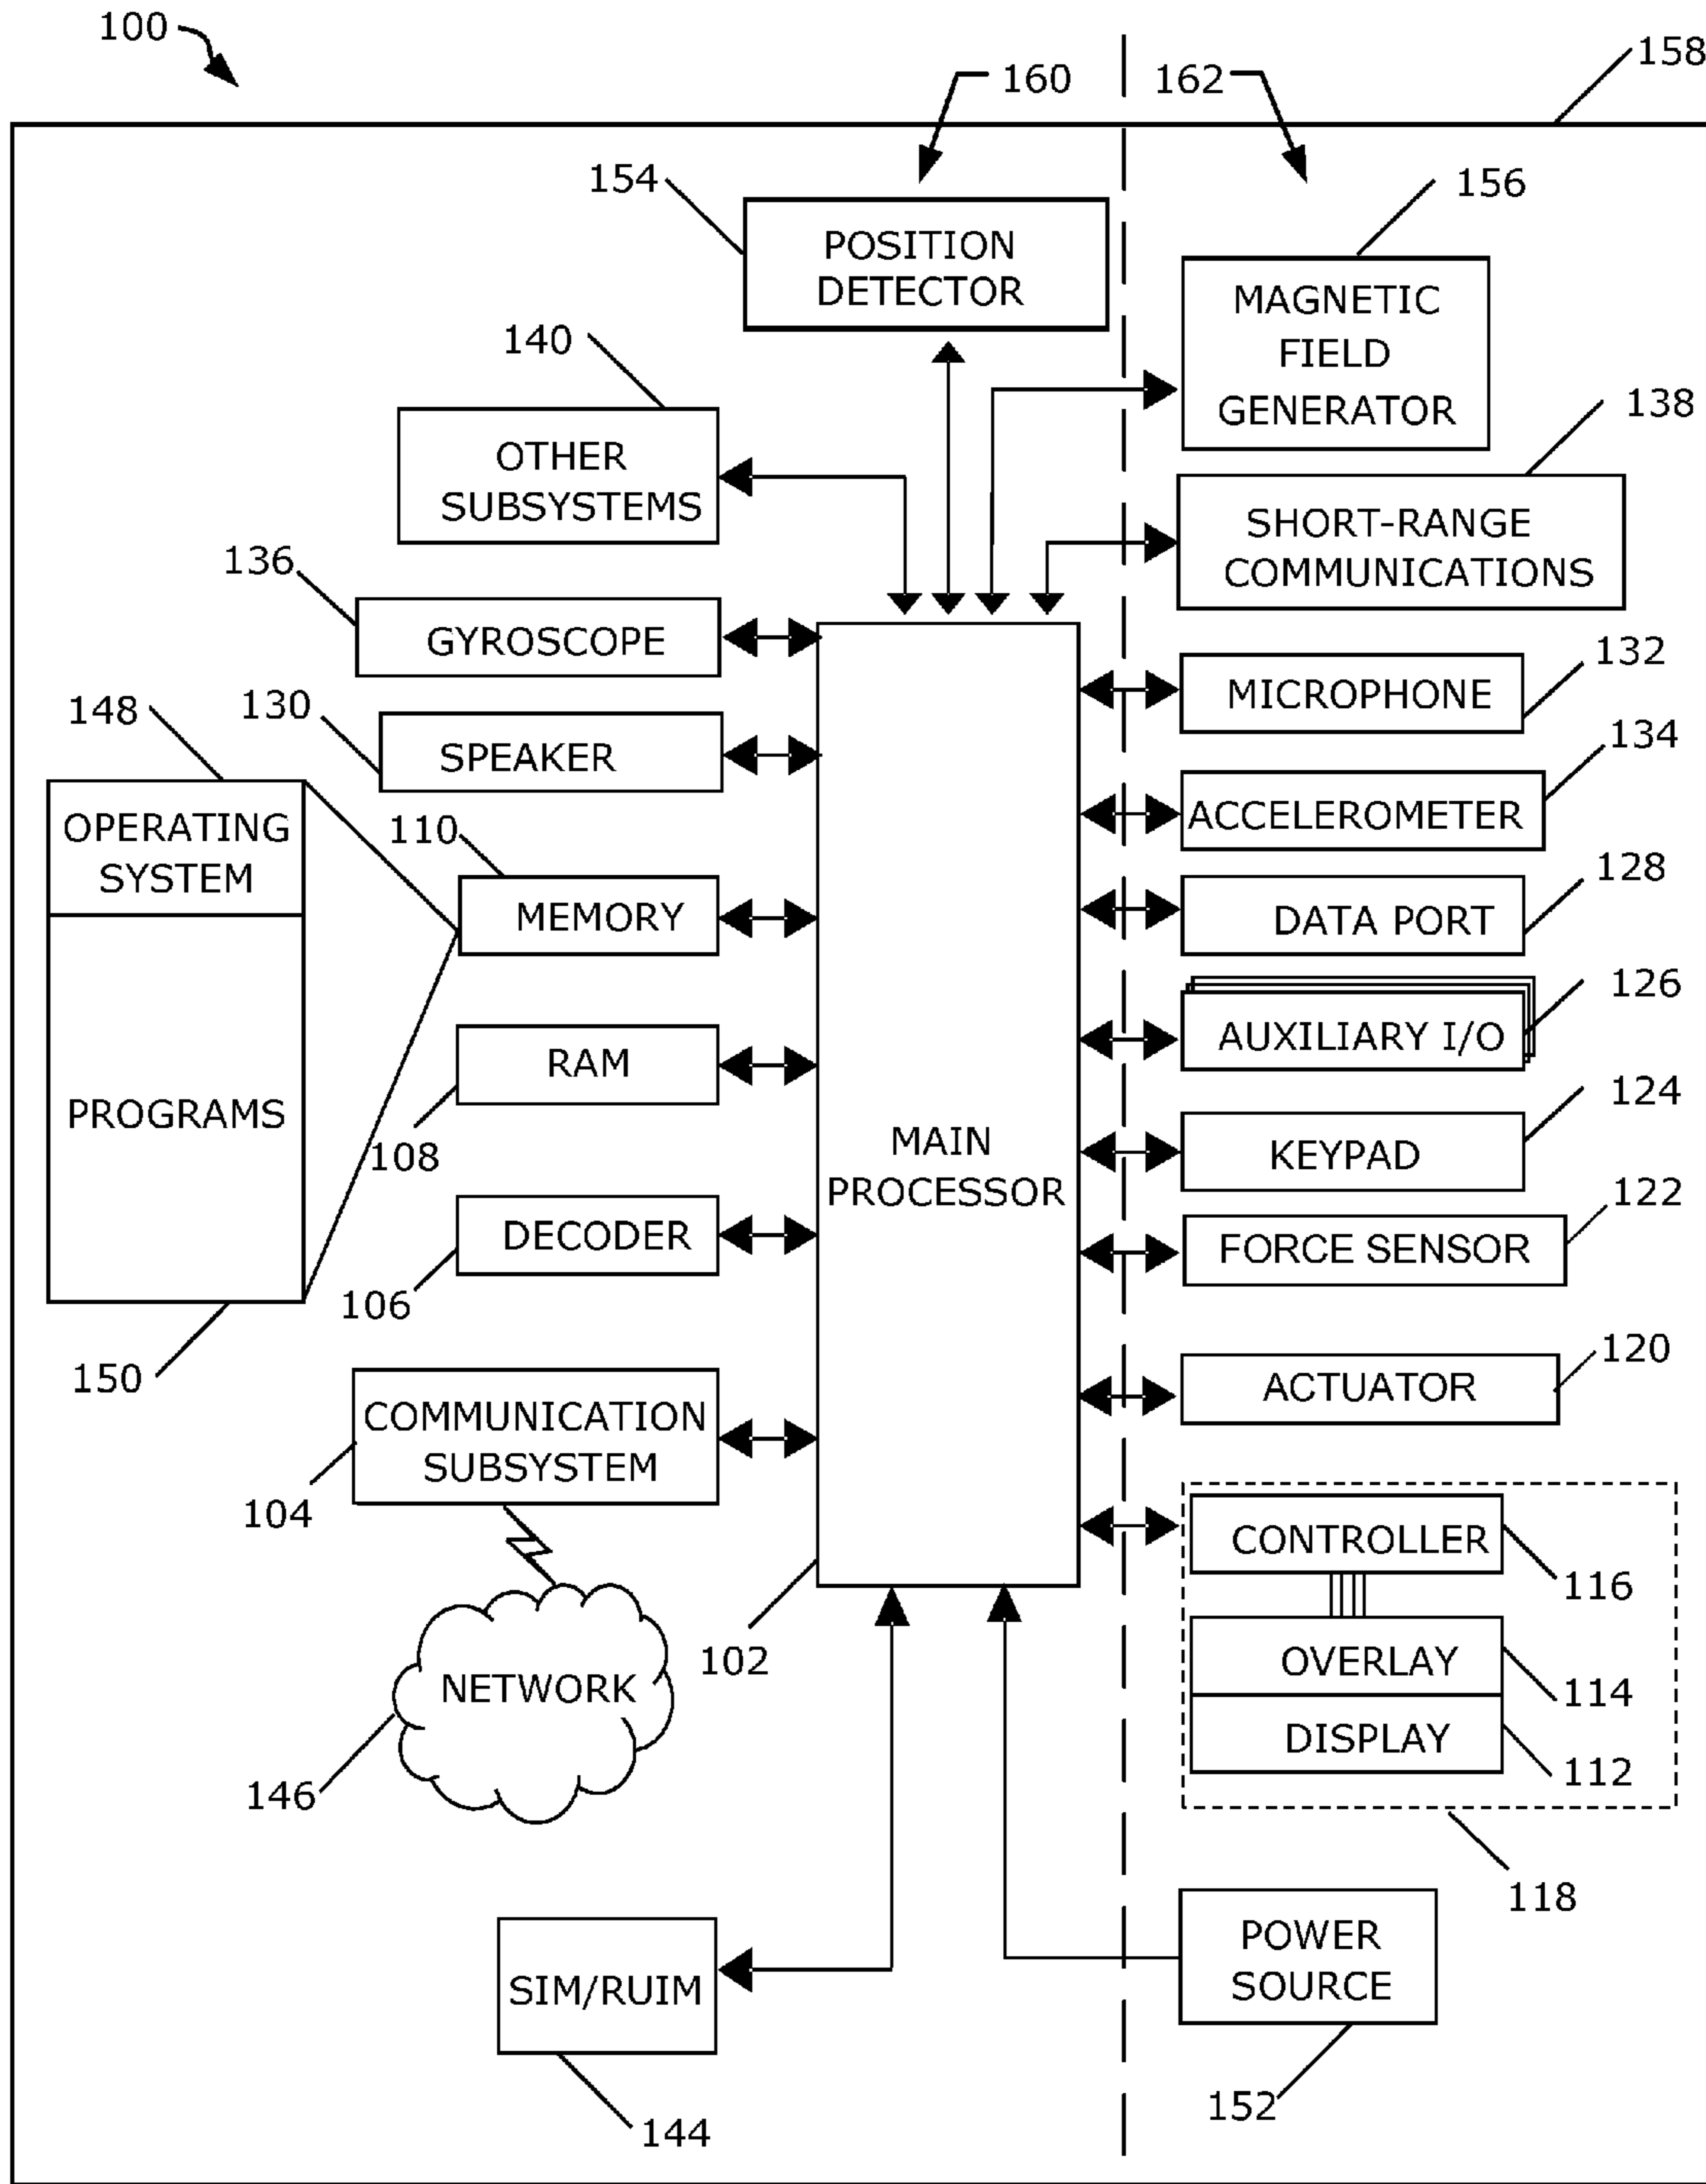 100
160
162
158
154
POSITION
DETECTOR
156
MAGNETIC
FIELD
GENERATOR
140
OTHER
SUBSYSTEMS
138
SHORT-RANGE
COMMUNICATIONS
136
GYROSCOPE
132
MICROPHONE
148
130
SPEAKER
134
ACCELEROMETER
OPERATING
SYSTEM
110
MEMORY
128
DATA PORT
126
AUXILIARY I/O
RAM
108
PROGRAMS
124
KEYPAD
MAIN
PROCESSOR
122
FORCE SENSOR
DECODER
106
150
120
ACTUATOR
COMMUNICATION
SUBSYSTEM
104
CONTROLLER
116
102
NETWORK
146
OVERLAY
114
DISPLAY
112
118
POWER
SOURCE
152
SIM/RUIM
144